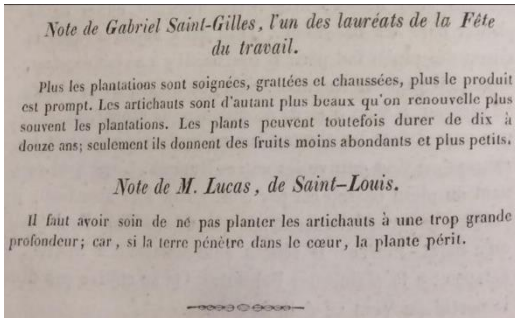 Note de Gabriel Saint-Gilles, l'un des lauréats de la Fête
du travail.
Plus les plantations sont soignées, grattées et chaussées, plus le produit
est prompt. Les artichauts sont d'autant plus beaux qu'on renouvelle plus
souvent les plantations. Les plants peuvent toutefois durer de dix à
douze ans; seulement ils donnent des fruits moins abondants et plus petits.
Note de M. Lucas, de Saint-Louis.
Il faut avoir soin de ne pas planter les artichauts à une trop grande
profondeur; car, si la terre pénètre dans le cœur, la plante périt.